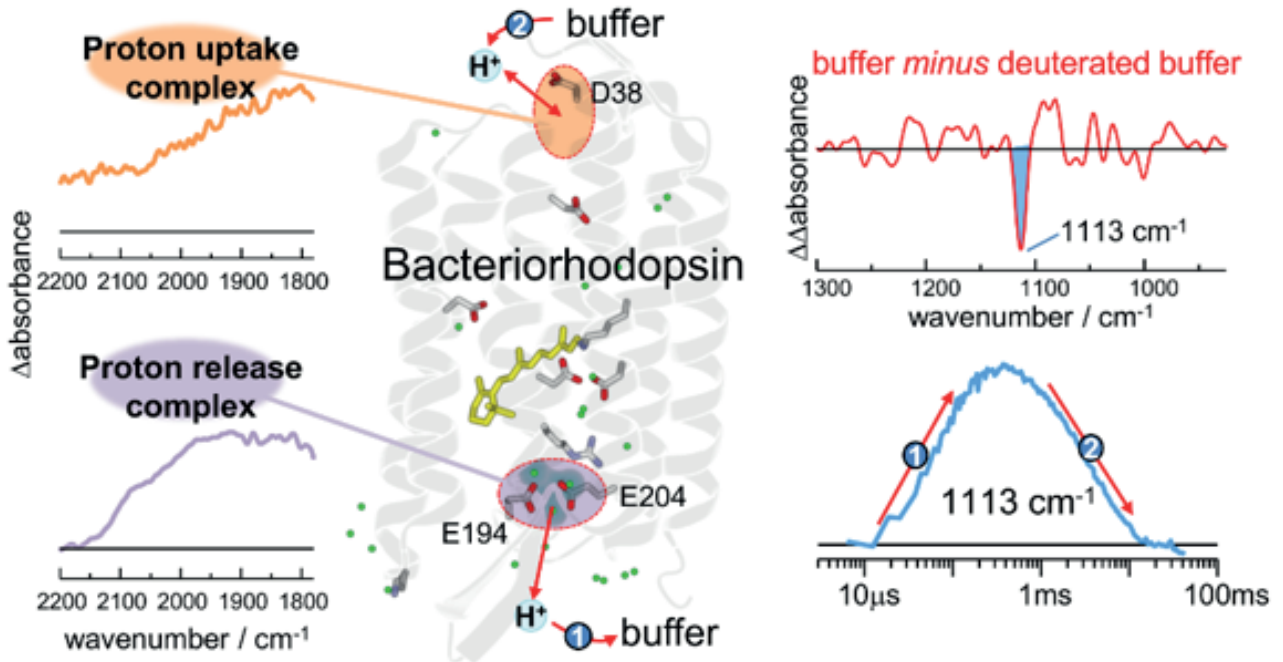 Proton uptake
complex
2200 2100 2000 1900 1800
Δabsorbance
Proton release
complex
2200 2100 2000 1900 1800
wavenumber / cm⁻¹
② buffer
H⁺
D38
Bacteriorhodopsin
E204
E194
H⁺
① buffer
buffer minus deuterated buffer
ΔΔabsorbance
1113 cm⁻¹
1300 1200 1100 1000
wavenumber / cm⁻¹
① ②
1113 cm⁻¹
10μs 1ms 100ms